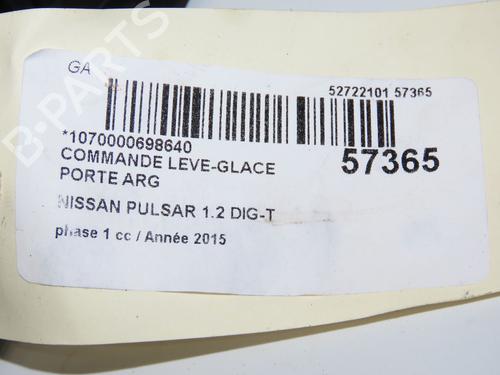 GA
52722101 57365
*1070000698640
57365
COMMANDE LEVE-GLACE
PORTE ARG
NISSAN PULSAR 1.2 DIG-T
phase 1 cc / Année 2015
B-PARTS